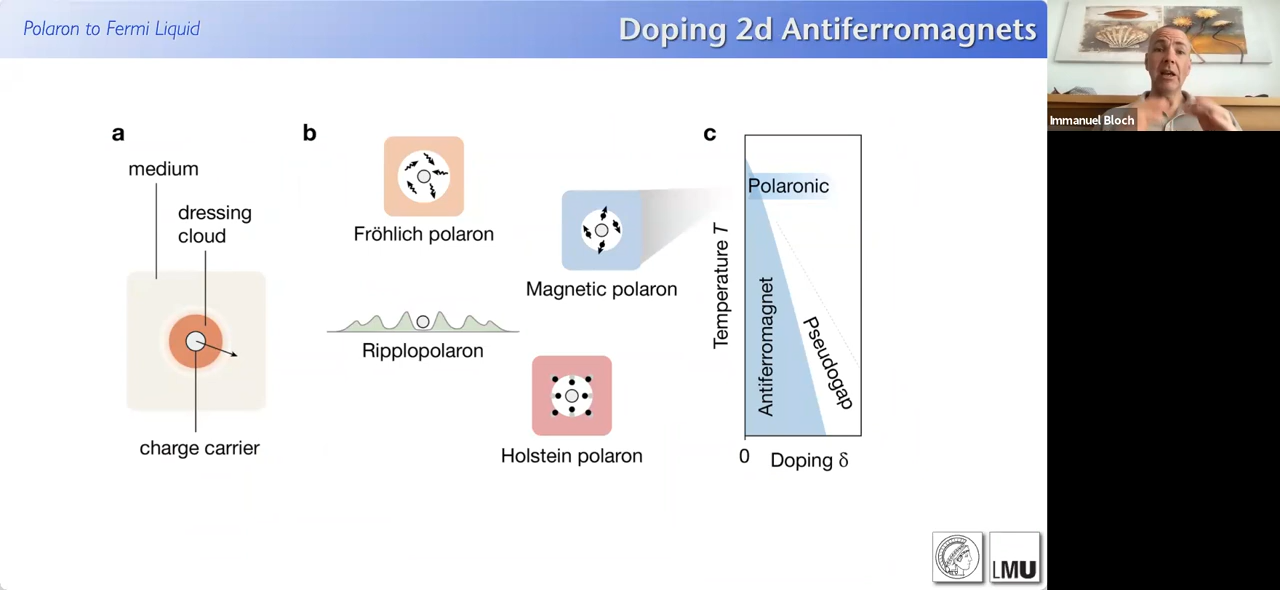 Polaron to Fermi Liquid
Doping 2d Antiferromagnets
Immanuel Bloch
a
medium
dressing
cloud
charge carrier
b
Fröhlich polaron
Magnetic polaron
Ripplopolaron
Holstein polaron
c
Polaronic
Temperature T
Antiferromagnet
Pseudogap
0
Doping δ
LMU